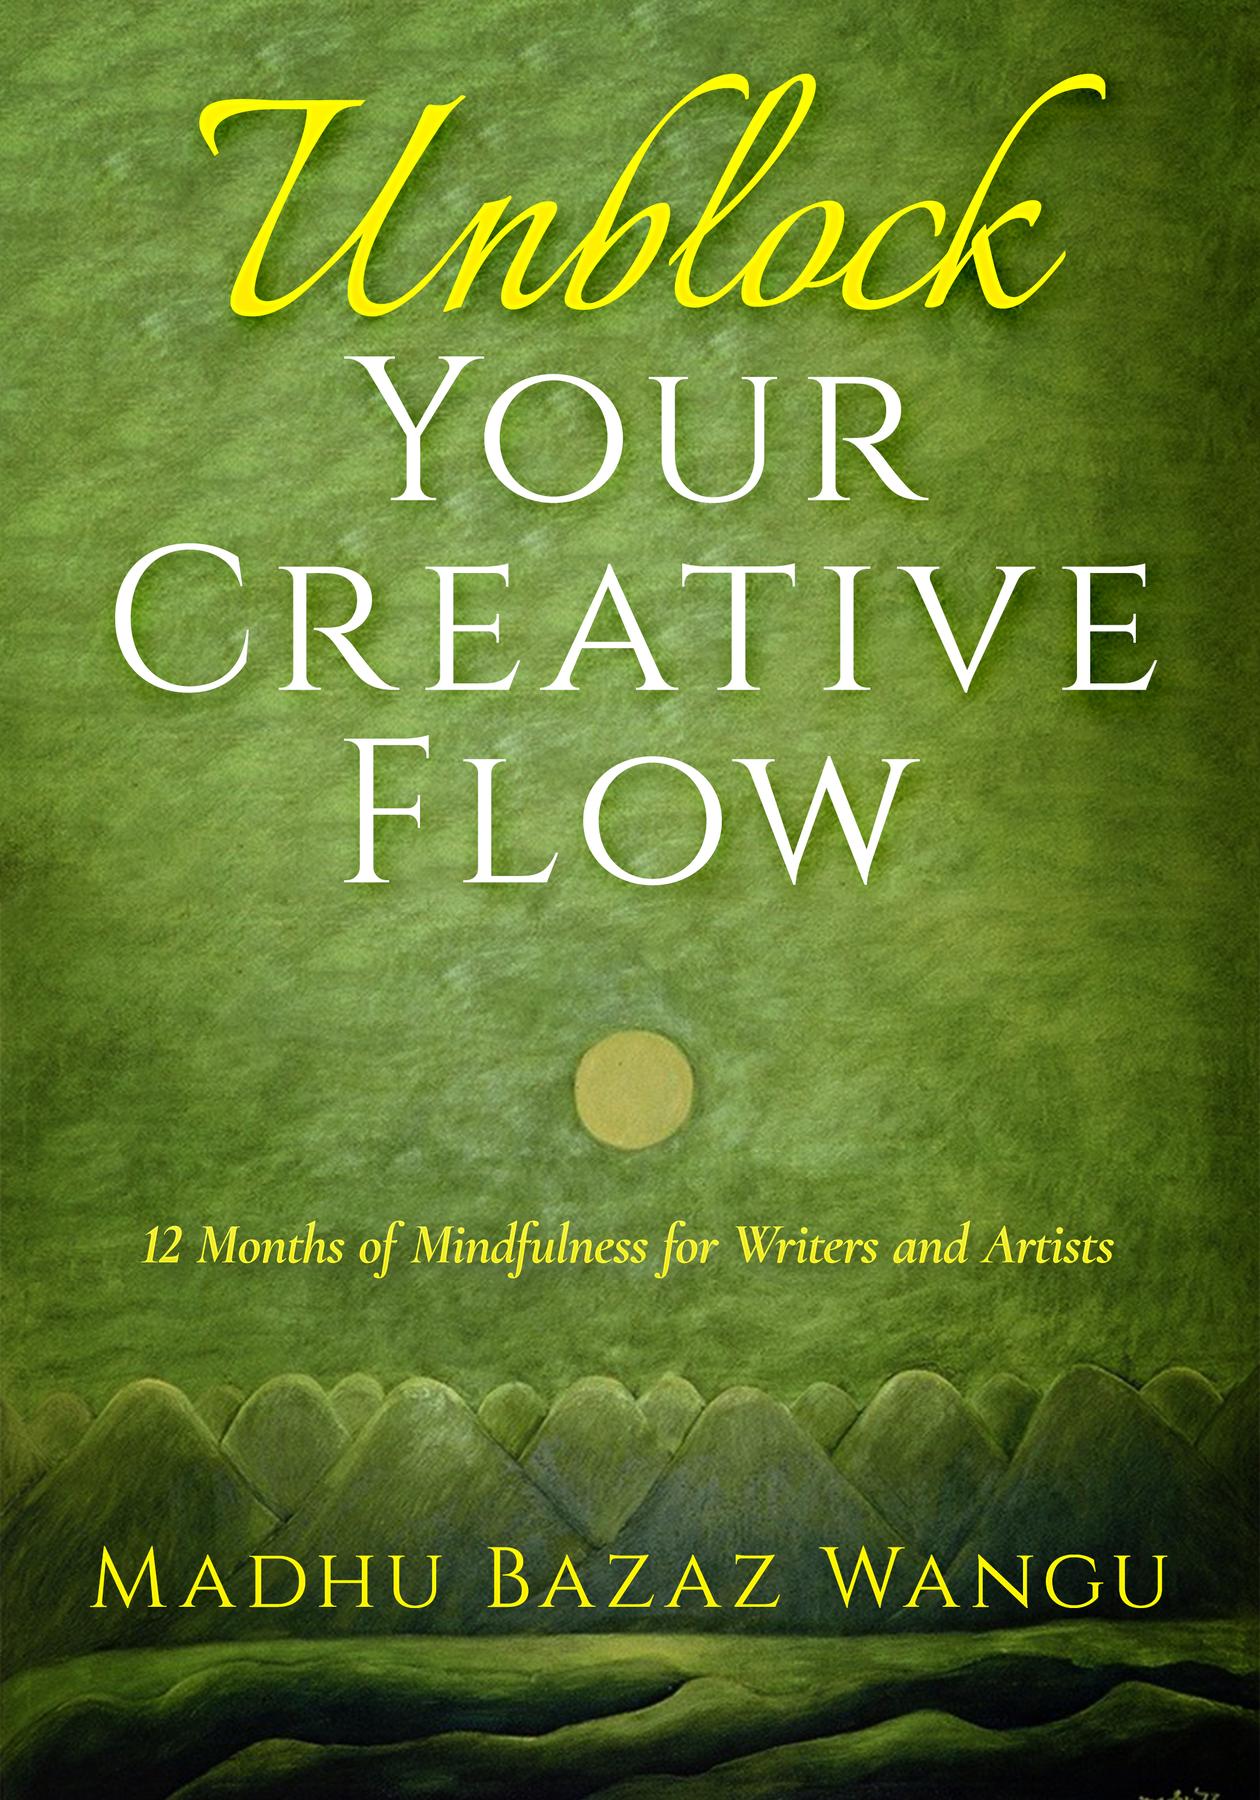 Unblock
Your
Creative
Flow
12 Months of Mindfulness for Writers and Artists
Madhu Bazaz Wangu